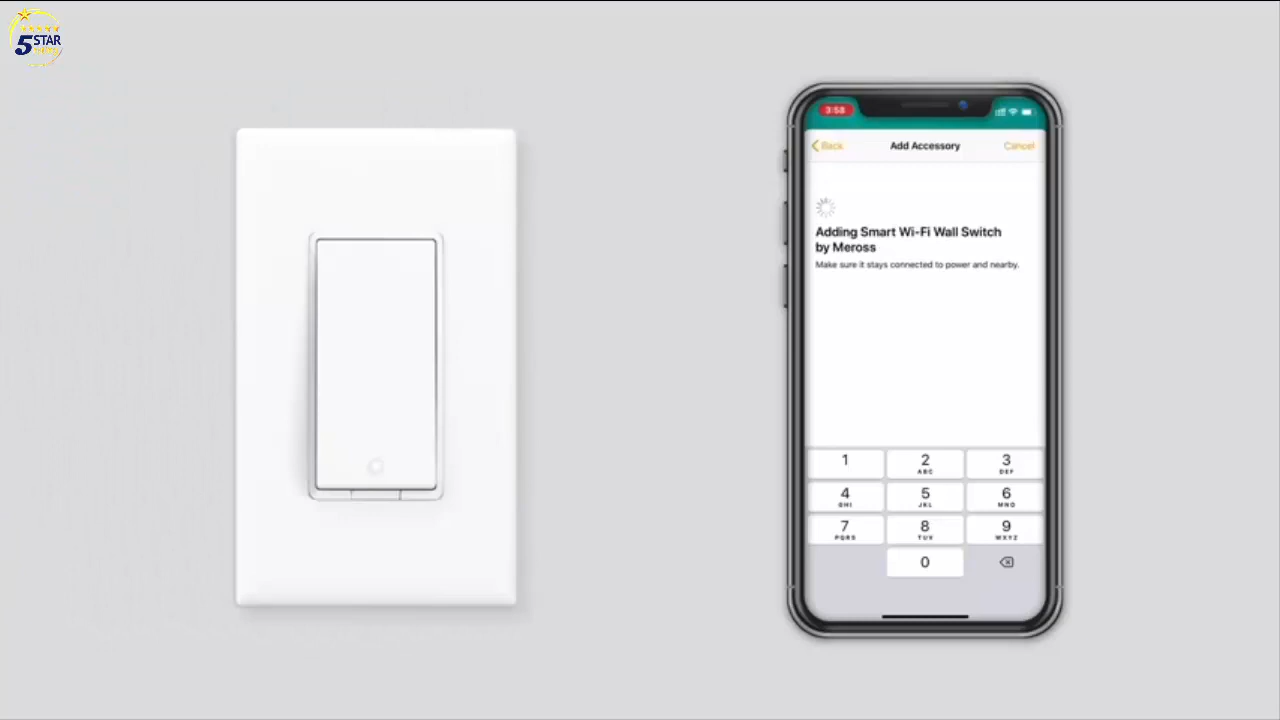 5 STAR
3:58
Back
Add Accessory
Cancel
Adding Smart Wi-Fi Wall Switch
by Meross
Make sure it stays connected to power and nearby.
1
2
ABC
3
DEF
4
GHI
5
JKL
6
MNO
7
PQRS
8
TUV
9
WXYZ
0